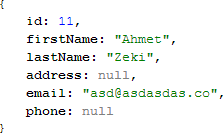 {
id: 11,
firstName: "Ahmet",
lastName: "Zeki",
address: null,
email: "asd@asdasdas.co",
phone: null
}